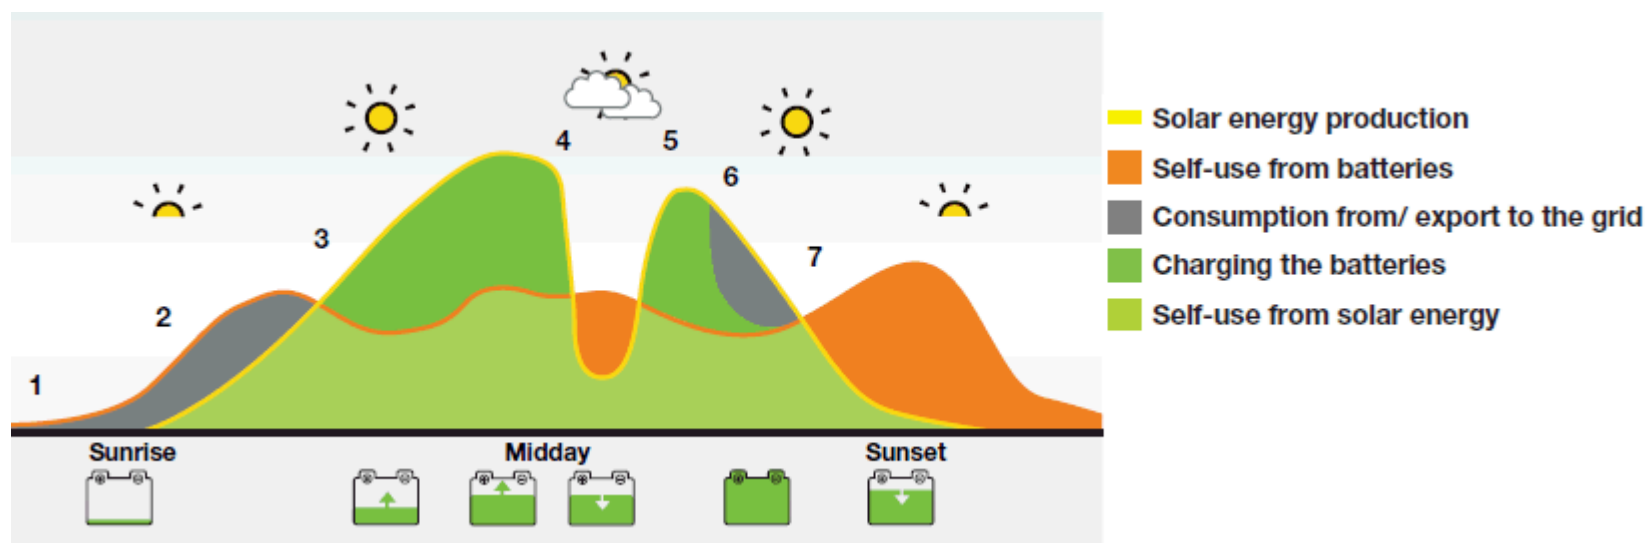 4
5
6
3
7
2
1
Solar energy production
Self-use from batteries
Consumption from/ export to the grid
Charging the batteries
Self-use from solar energy
Sunrise
Midday
Sunset